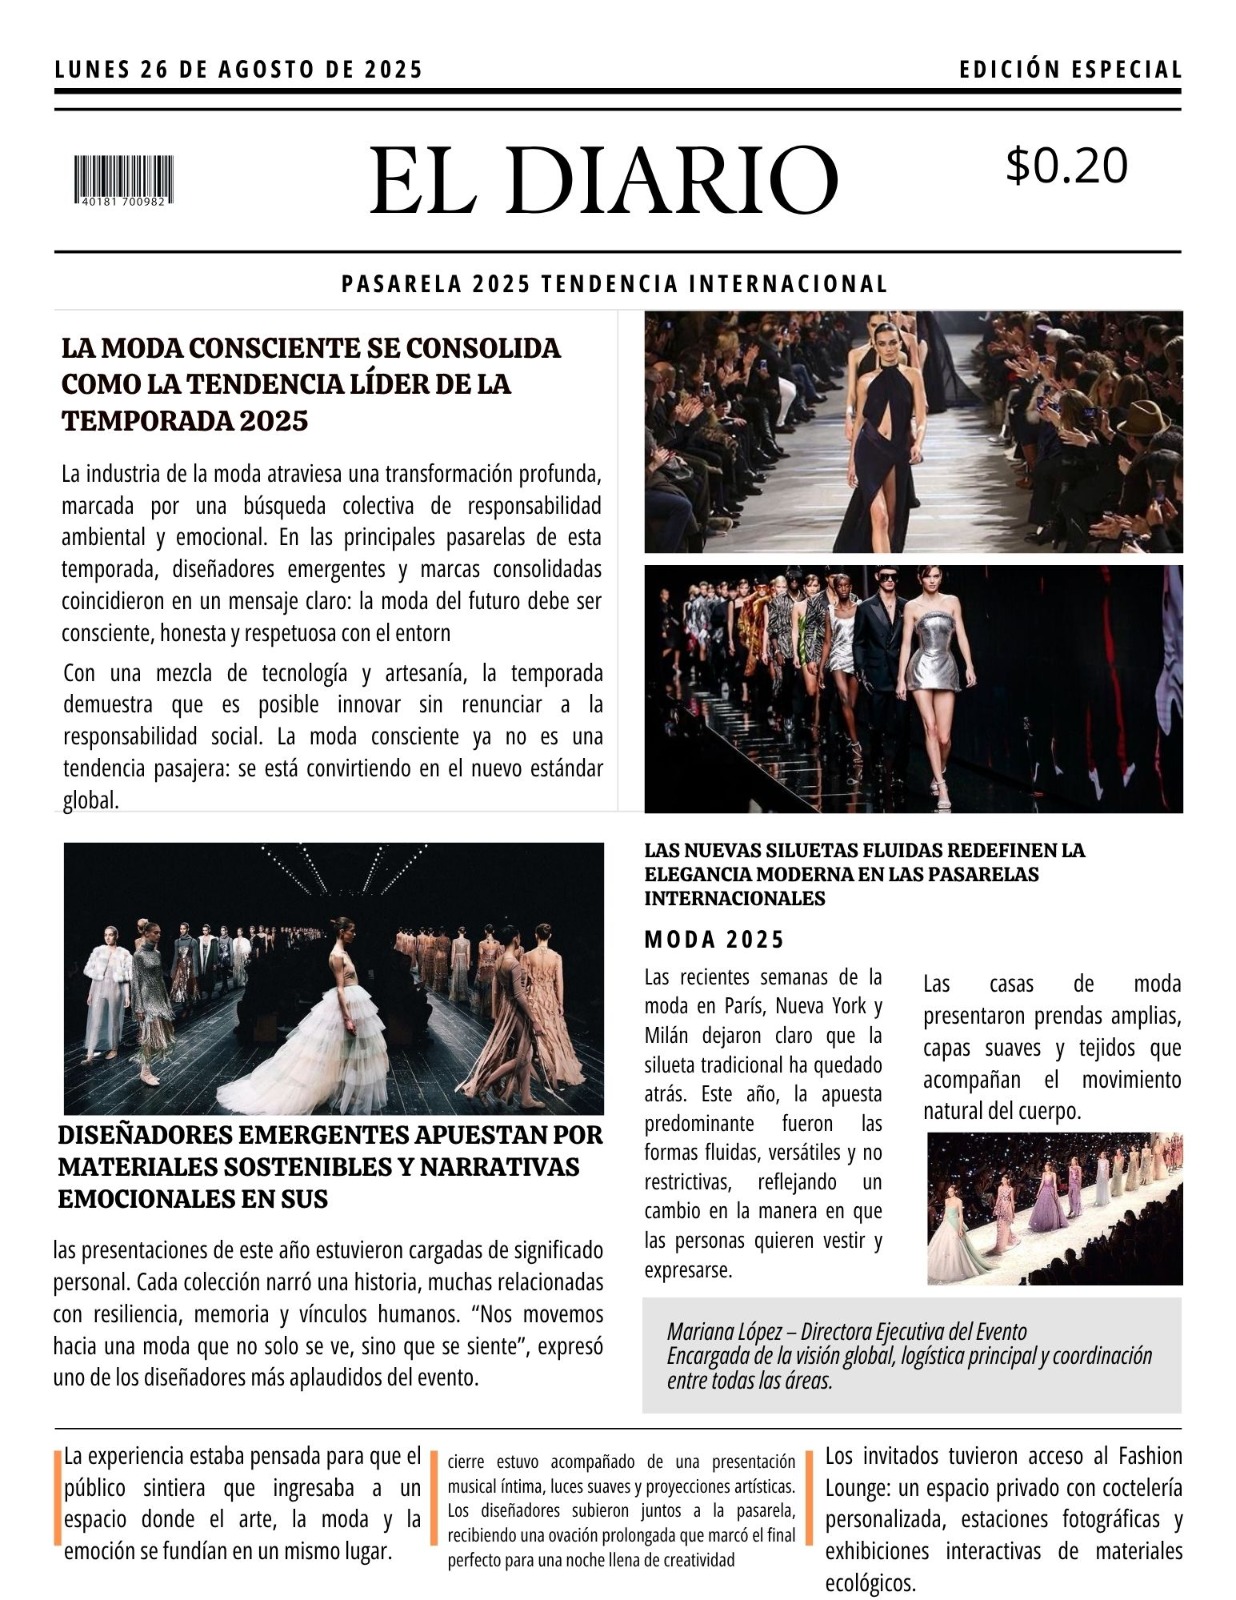 LUNES 26 DE AGOSTO DE 2025
EDICIÓN ESPECIAL
40181 700982
EL DIARIO
$0.20
PASARELA 2025 TENDENCIA INTERNACIONAL
LA MODA CONSCIENTE SE CONSOLIDA
COMO LA TENDENCIA LÍDER DE LA
TEMPORADA 2025
La industria de la moda atraviesa una transformación profunda,
marcada por una búsqueda colectiva de responsabilidad
ambiental y emocional. En las principales pasarelas de esta
temporada, diseñadores emergentes y marcas consolidadas
coincidieron en un mensaje claro: la moda del futuro debe ser
consciente, honesta y respetuosa con el entorn
Con una mezcla de tecnología y artesanía, la temporada
demuestra que es posible innovar sin renunciar a la
responsabilidad social. La moda consciente ya no es una
tendencia pasajera: se está convirtiendo en el nuevo estándar
global.
DISEÑADORES EMERGENTES APUESTAN POR
MATERIALES SOSTENIBLES Y NARRATIVAS
EMOCIONALES EN SUS
las presentaciones de este año estuvieron cargadas de significado
personal. Cada colección narró una historia, muchas relacionadas
con resiliencia, memoria y vínculos humanos. “Nos movemos
hacia una moda que no solo se ve, sino que se siente”, expresó
uno de los diseñadores más aplaudidos del evento.
LAS NUEVAS SILUETAS FLUIDAS REDEFINEN LA
ELEGANCIA MODERNA EN LAS PASARELAS
INTERNACIONALES
MODA 2025
Las recientes semanas de la
moda en París, Nueva York y
Milán dejaron claro que la
silueta tradicional ha quedado
atrás. Este año, la apuesta
predominante fueron las
formas fluidas, versátiles y no
restrictivas, reflejando un
cambio en la manera en que
las personas quieren vestir y
expresarse.
Las casas de moda
presentaron prendas amplias,
capas suaves y tejidos que
acompañan el movimiento
natural del cuerpo.
Mariana López – Directora Ejecutiva del Evento
Encargada de la visión global, logística principal y coordinación
entre todas las áreas.
La experiencia estaba pensada para que el
público sintiera que ingresaba a un
espacio donde el arte, la moda y la
emoción se fundían en un mismo lugar.
cierre estuvo acompañado de una presentación
musical íntima, luces suaves y proyecciones artísticas.
Los diseñadores subieron juntos a la pasarela,
recibiendo una ovación prolongada que marcó el final
perfecto para una noche llena de creatividad
Los invitados tuvieron acceso al Fashion
Lounge: un espacio privado con coctelería
personalizada, estaciones fotográficas y
exhibiciones interactivas de materiales
ecológicos.